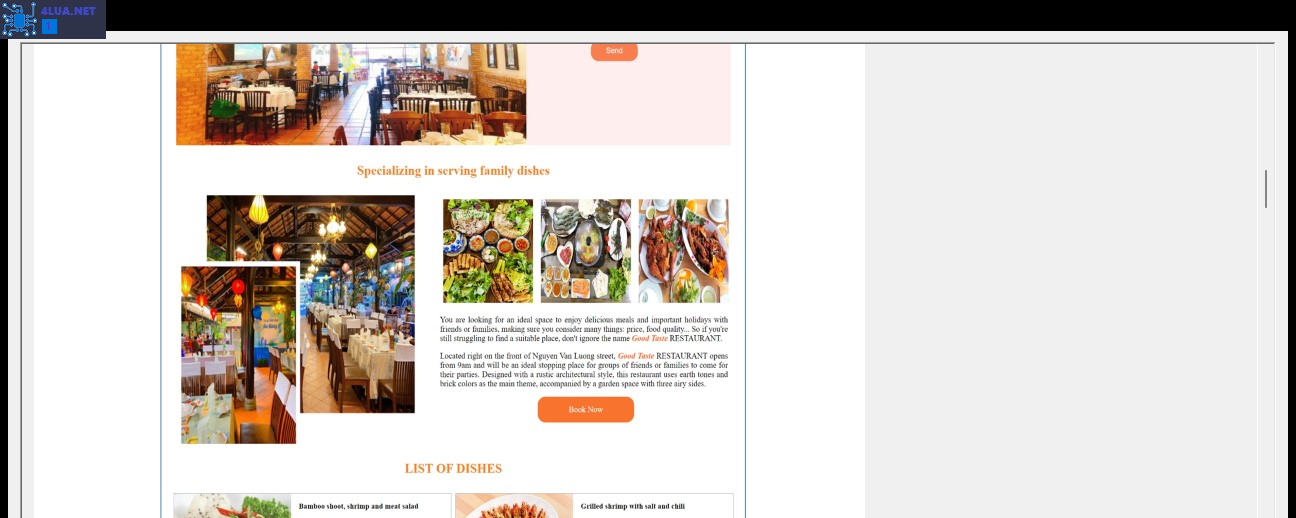 4LUA.NET
Send
Specializing in serving family dishes
You are looking for an ideal space to enjoy delicious meals and important holidays with
friends or families, making sure you consider many things: price, food quality... So if you're
still struggling to find a suitable place, don't ignore the name Good Taste RESTAURANT.
Located right on the front of Nguyen Van Luong street, Good Taste RESTAURANT opens
from 9am and will be an ideal stopping place for groups of friends or families to come for
their parties. Designed with a rustic architectural style, this restaurant uses earth tones and
brick colors as the main theme, accompanied by a garden space with three airy sides.
Book Now
LIST OF DISHES
Bamboo shoot, shrimp and meat salad
Grilled shrimp with salt and chili